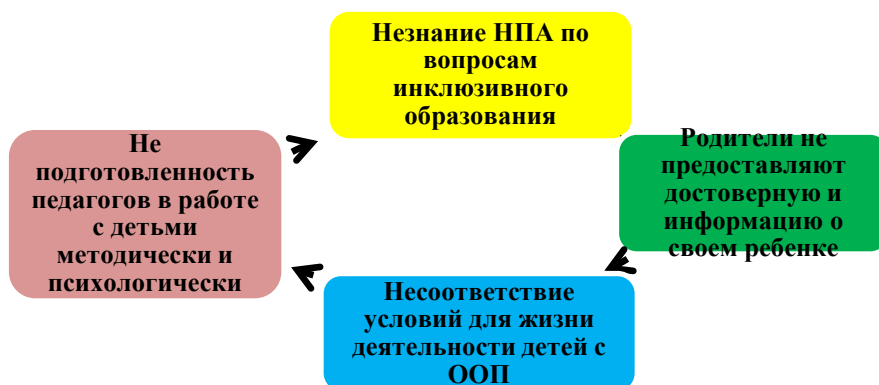 Незнание НПА по
вопросам
инклюзивного
образования
Родители не
предоставляют
достоверную и
информацию о
своем ребенке
Несоответствие
условий для жизни
деятельности детей с
ООП
Не
подготовленность
педагогов в работе
с детьми
методически и
психологически